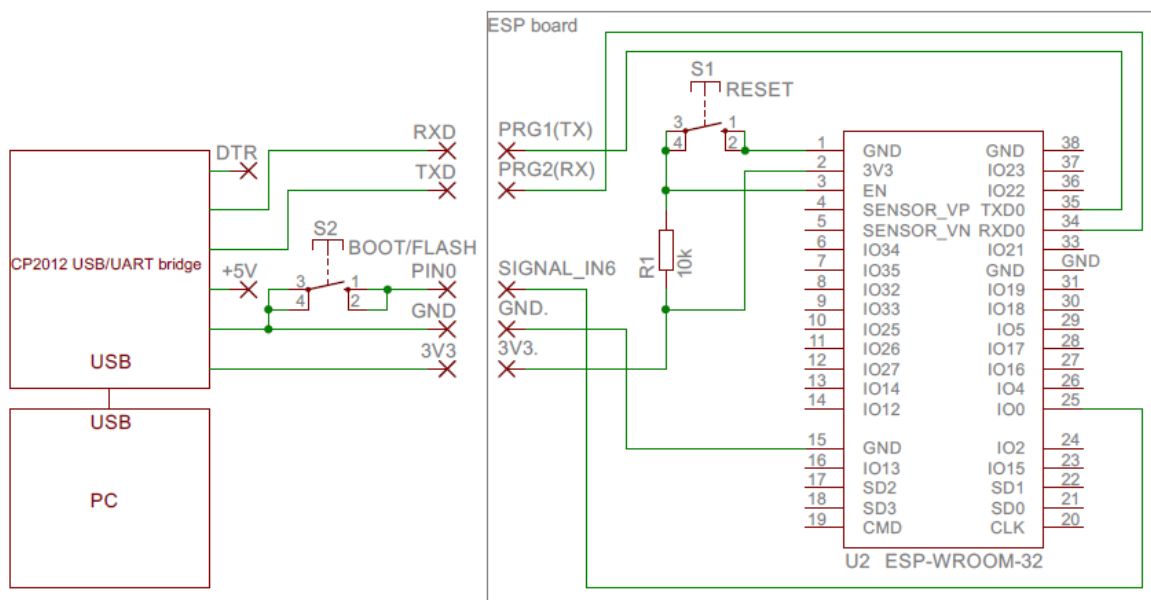 ESP board
S1
RESET
3
4
1
2
RXD
PRG1(TX)
DTR
TXD
PRG2(RX)
S2
BOOT/FLASH
CP2012 USB/UART bridge
+5V
3
4
1
2
PIN0
SIGNAL_IN6
GND
GND.
3V3
3V3.
USB
USB
PC
R1
10k
1 GND GND 38
2 3V3 IO23 37
3 EN IO22 36
4 SENSOR_VP TXD0 35
5 SENSOR_VN RXD0 34
6 IO34 IO21 33
7 IO35 GND GND
8 IO32 IO19 31
9 IO33 IO18 30
10 IO25 IO5 29
11 IO26 IO17 28
12 IO27 IO16 27
13 IO14 IO4 26
14 IO12 IO0 25
15 GND IO2 24
16 IO13 IO15 23
17 SD2 SD1 22
18 SD3 SD0 21
19 CMD CLK 20
U2 ESP-WROOM-32